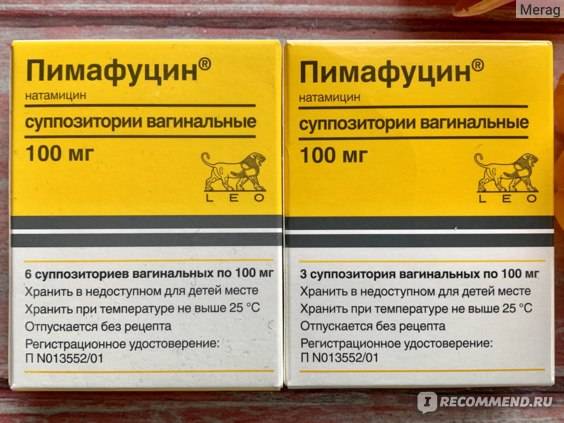 Merag
Пимафуцин®
натамицин
суппозитории вагинальные
100 мг
LEO
6 суппозиториев вагинальных по 100 мг
Хранить в недоступном для детей месте
Хранить при температуре не выше 25 °C
Отпускается без рецепта
Регистрационное удостоверение:
П N013552/01
Пимафуцин®
натамицин
суппозитории вагинальные
100 мг
LEO
3 суппозитория вагинальных по 100 мг
Хранить в недоступном для детей месте
Хранить при температуре не выше 25 °C
Отпускается без рецепта
Регистрационное удостоверение:
П N013552/01
IRECOMMEND.RU